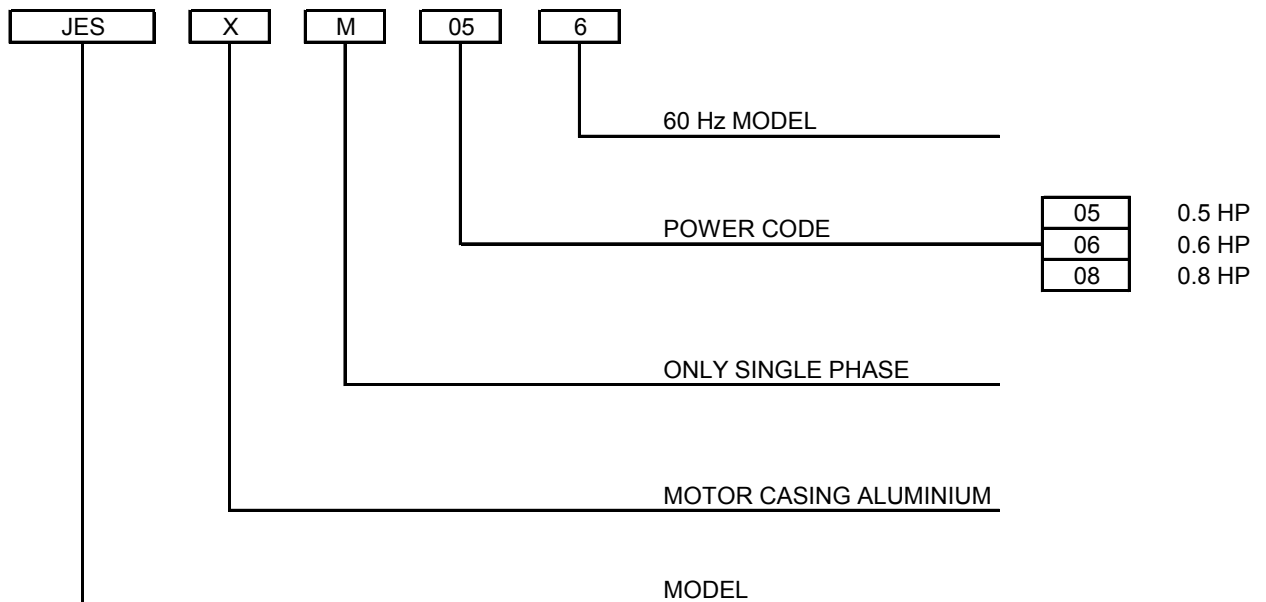 JES X M 05 6
60 Hz MODEL
05 0.5 HP
POWER CODE
06 0.6 HP
08 0.8 HP
ONLY SINGLE PHASE
MOTOR CASING ALUMINIUM
MODEL